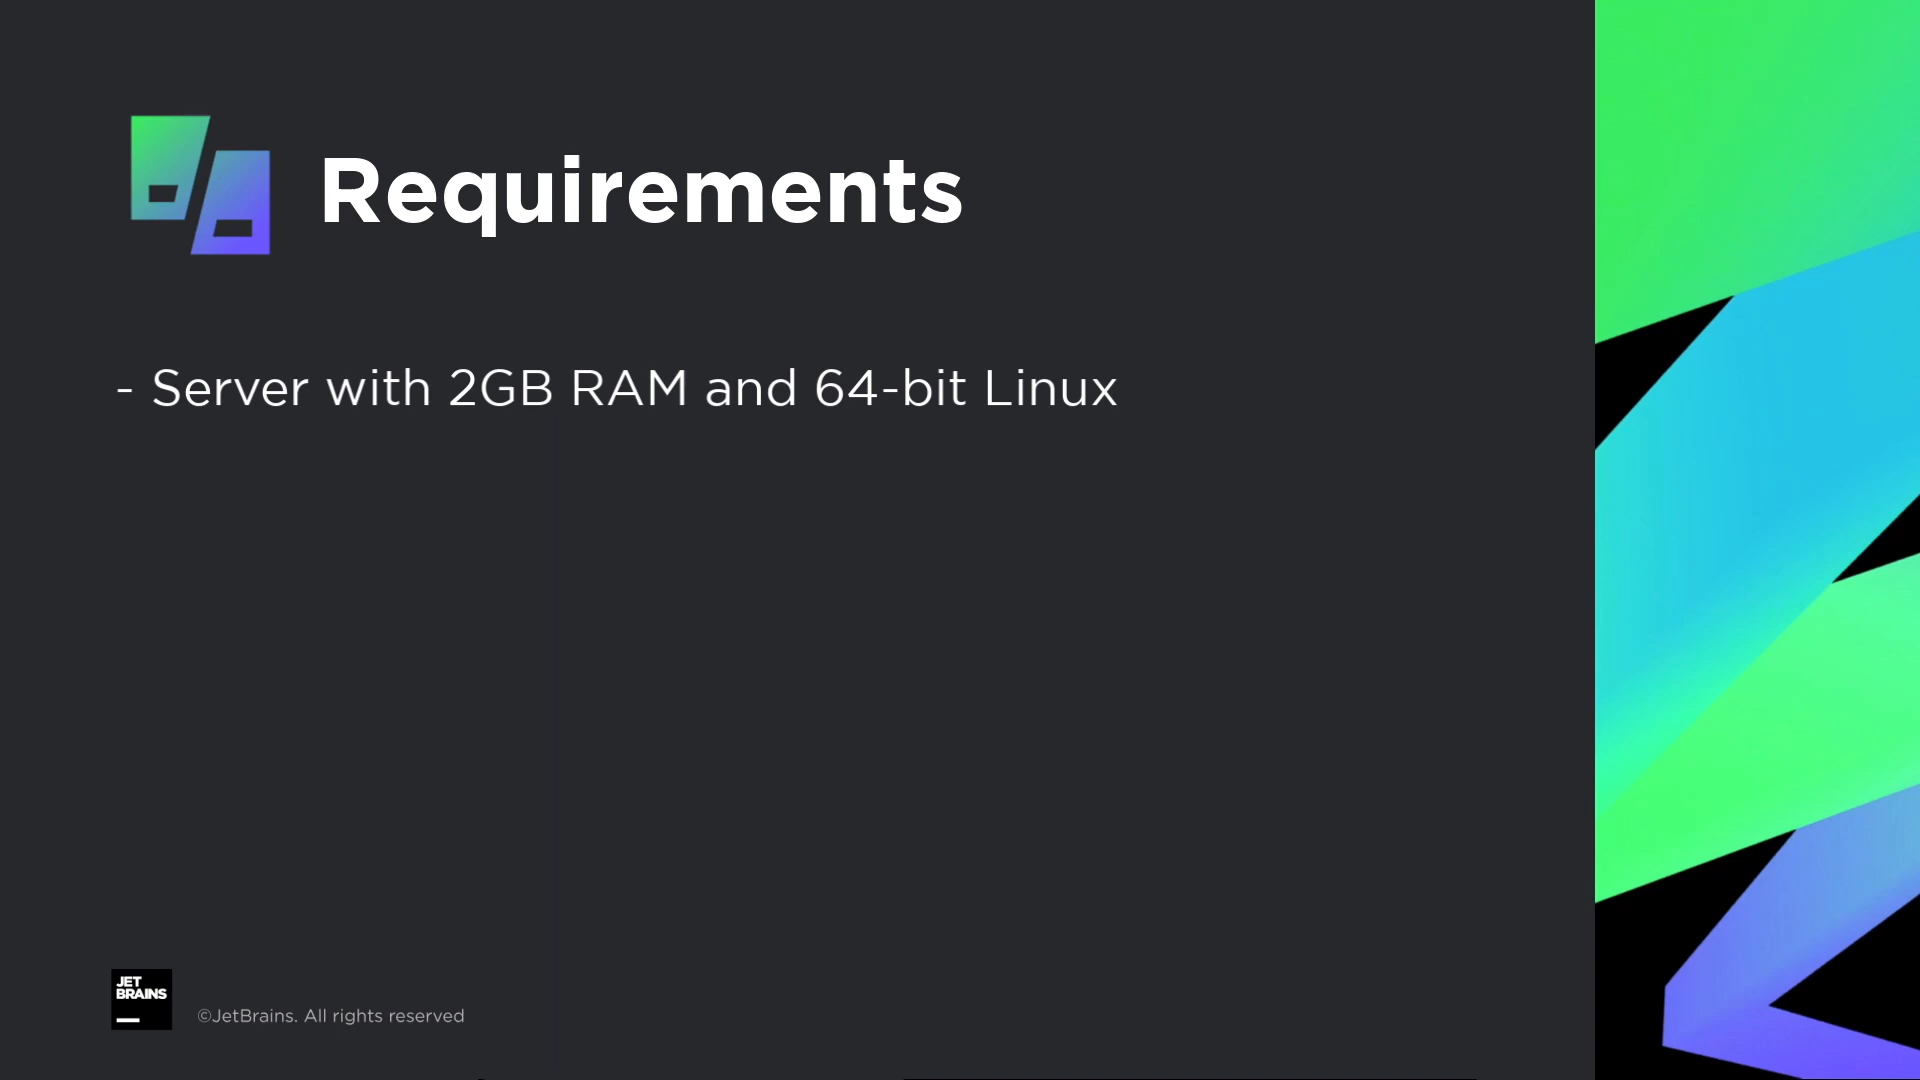 Requirements
- Server with 2GB RAM and 64-bit Linux
JET
BRAINS
©JetBrains. All rights reserved